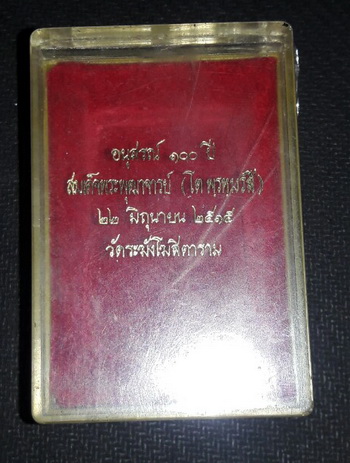 อนุสรณ์ ๑๐๐ ปี
สมเด็จพระพุฒาจารย์ (โต พรหมรังสี)
๒๒ มิถุนายน ๒๕๑๕
วัดระฆังโฆสิตาราม